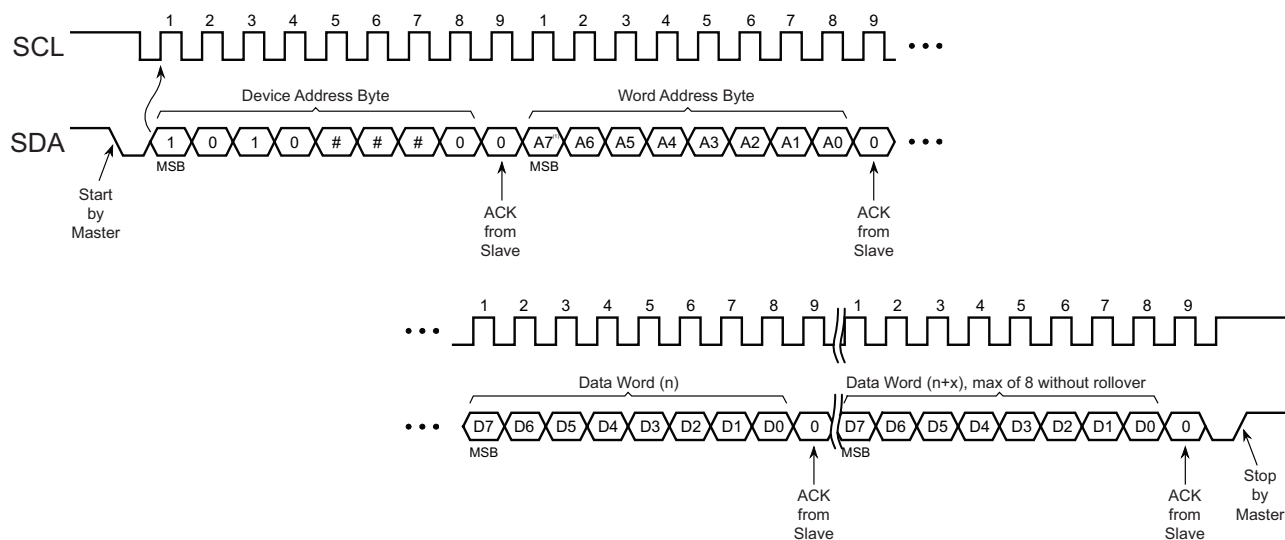 1 2 3 4 5 6 7 8 9 1 2 3 4 5 6 7 8 9
SCL
Device Address Byte Word Address Byte
SDA 1 0 1 0 # # # 0 0 A7(1) A6 A5 A4 A3 A2 A1 A0 0
MSB MSB
Start
by
Master
ACK
from
Slave
ACK
from
Slave
1 2 3 4 5 6 7 8 9 1 2 3 4 5 6 7 8 9
Data Word (n) Data Word (n+x), max of 8 without rollover
D7 D6 D5 D4 D3 D2 D1 D0 0 D7 D6 D5 D4 D3 D2 D1 D0 0
MSB MSB
ACK
from
Slave
ACK
from
Slave
Stop
by
Master